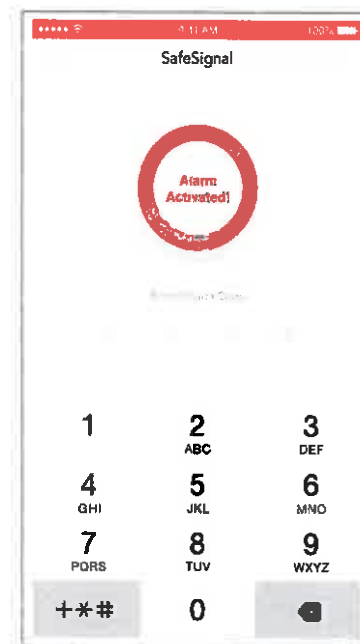 9:41 AM 100%
SafeSignal
Alarm
Activated!
1 2 3
ABC DEF
4 5 6
GHI JKL MNO
7 8 9
PQRS TUV WXYZ
+*# 0